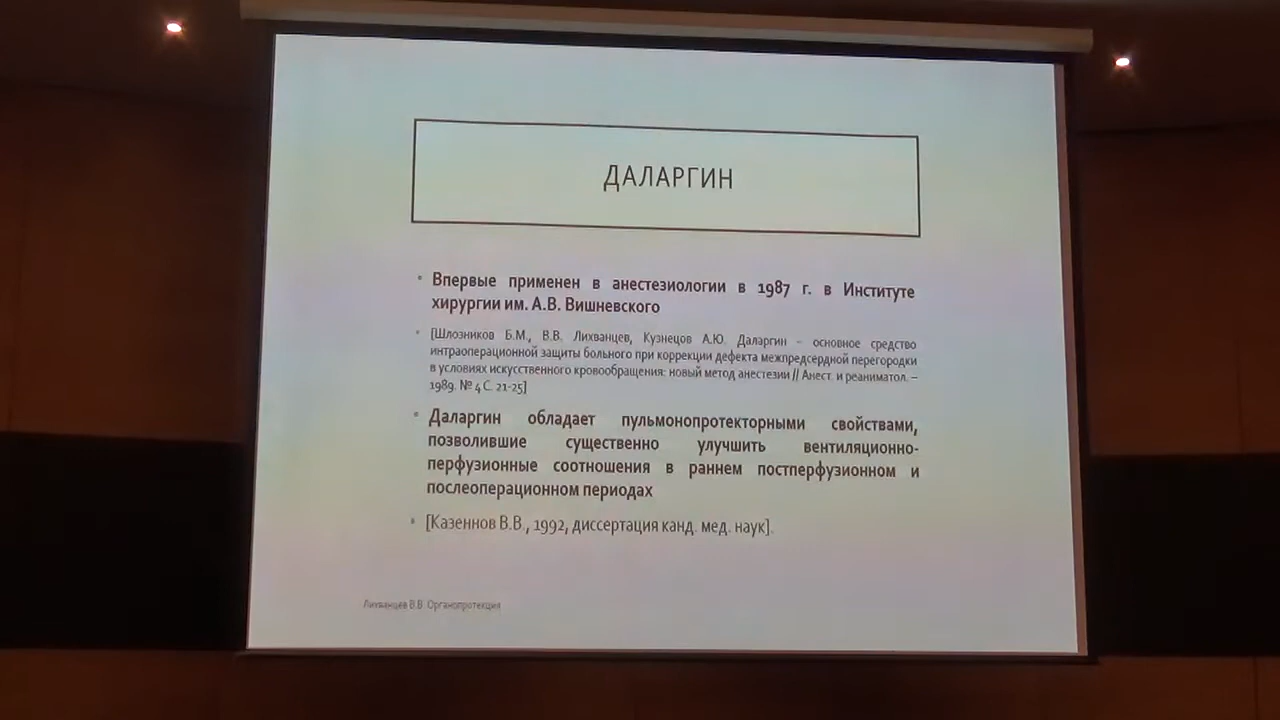 ДАЛАРГИН
• Впервые применен в анестезиологии в 1987 г. в Институте
хирургии им. А.В. Вишневского
• [Шлозников Б.М., В.В. Лихванцев, Кузнецов А.Ю. Даларгин – основное средство
интраоперационной защиты больного при коррекции дефекта межпредсердной перегородки
в условиях искусственного кровообращения: новый метод анестезии // Анест. и реаниматол. –
1989. № 4 С. 21-25]
• Даларгин обладает пульмонопротекторными свойствами,
позволившие существенно улучшить вентиляционно-
перфузионные соотношения в раннем постперфузионном и
послеоперационном периодах
• [Казеннов В.В., 1992, диссертация канд. мед. наук].
Лихванцев В.В. Органопротекция